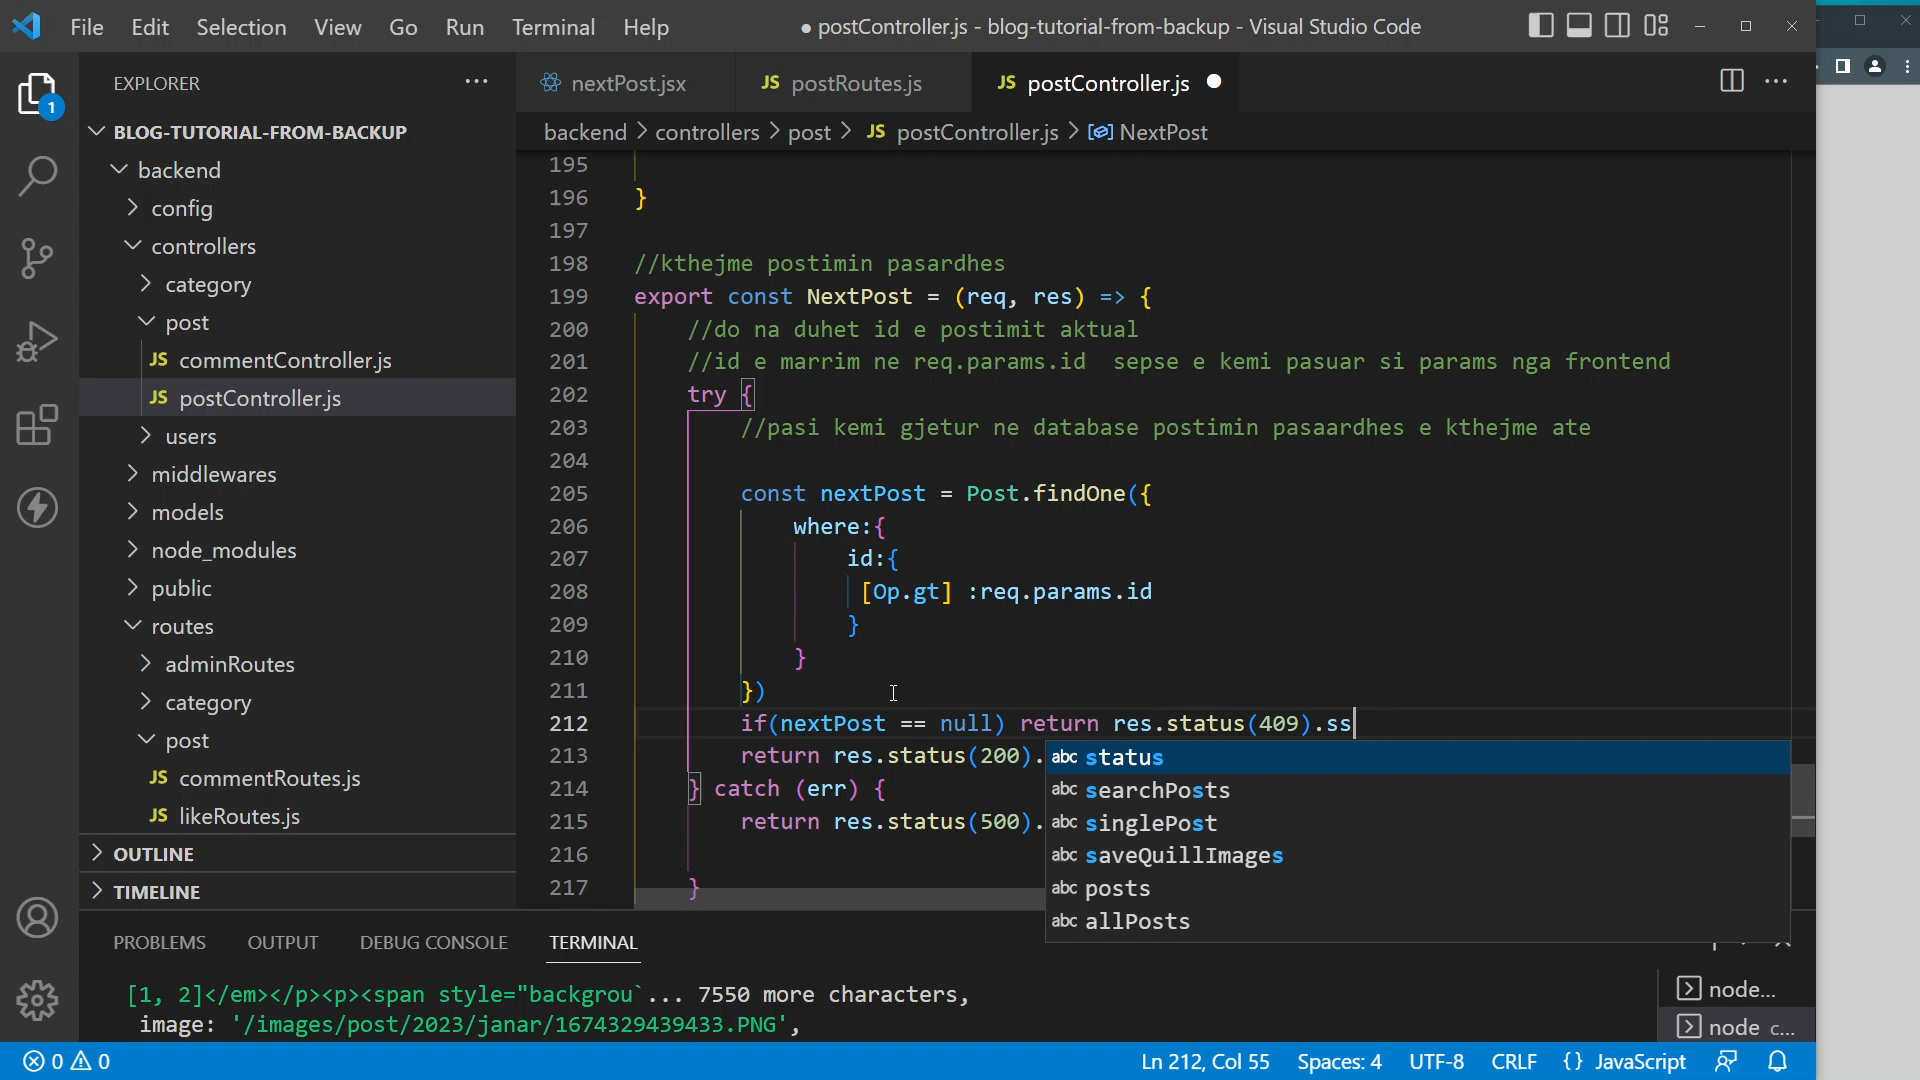 File Edit Selection View Go Run Terminal Help
● postController.js - blog-tutorial-from-backup - Visual Studio Code
EXPLORER
nextPost.jsx
JS postRoutes.js
JS postController.js
1
BLOG-TUTORIAL-FROM-BACKUP
backend > controllers > post > JS postController.js > NextPost
backend
config
controllers
category
post
JS commentController.js
JS postController.js
users
middlewares
models
node_modules
public
routes
adminRoutes
category
post
JS commentRoutes.js
JS likeRoutes.js
OUTLINE
TIMELINE
195
196 }
197
198 //kthejme postimin pasardhes
199 export const NextPost = (req, res) => {
200 //do na duhet id e postimit aktual
201 //id e marrim ne req.params.id  sepse e kemi pasuar si params nga frontend
202 try {
203 //pasi kemi gjetur ne database postimin pasaardhes e kthejme ate
204
205 const nextPost = Post.findOne({
206 where:{
207 id:{
208 [Op.gt] :req.params.id
209 }
210 }
211 })
212 if(nextPost == null) return res.status(409).ss
213 return res.status(200).
214 } catch (err) {
215 return res.status(500).
216
217 }
abc status
abc searchPosts
abc singlePost
abc saveQuillImages
abc posts
abc allPosts
PROBLEMS OUTPUT DEBUG CONSOLE TERMINAL
[1, 2]</em></p><p><span style="backgrou`... 7550 more characters,
image: '/images/post/2023/janar/1674329439433.PNG',
node...
node c...
0 0
Ln 212, Col 55 Spaces: 4 UTF-8 CRLF {} JavaScript